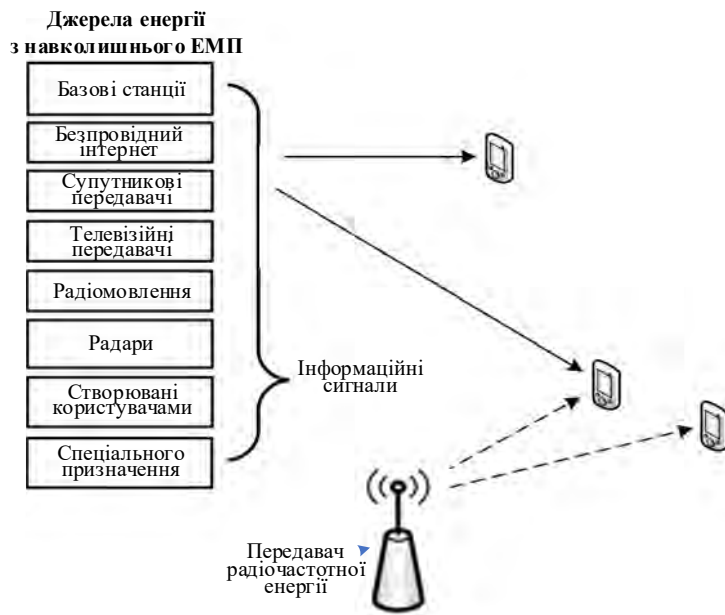 Джерела енергії
з навколишнього ЕМП
Базові станції
Безпровідний
інтернет
Супутникові
передавачі
Телевізійні
передавачі
Радіомовлення
Радари
Створювані
користувачами
Спеціального
призначення
Інформаційні
сигнали
Передавач
радіочастотної
енергії